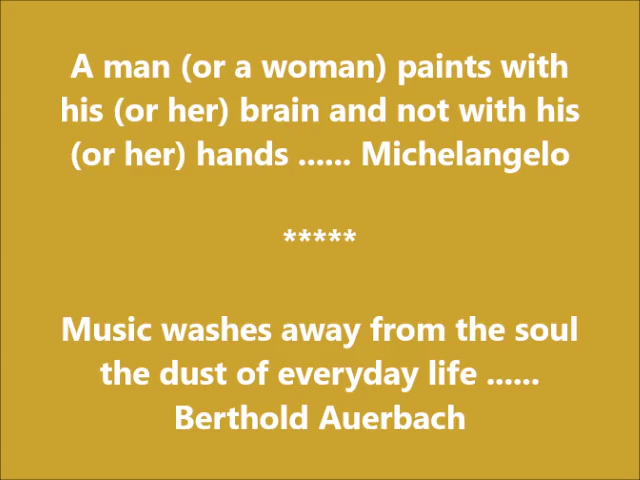 A man (or a woman) paints with
his (or her) brain and not with his
(or her) hands ...... Michelangelo
*****
Music washes away from the soul
the dust of everyday life ......
Berthold Auerbach